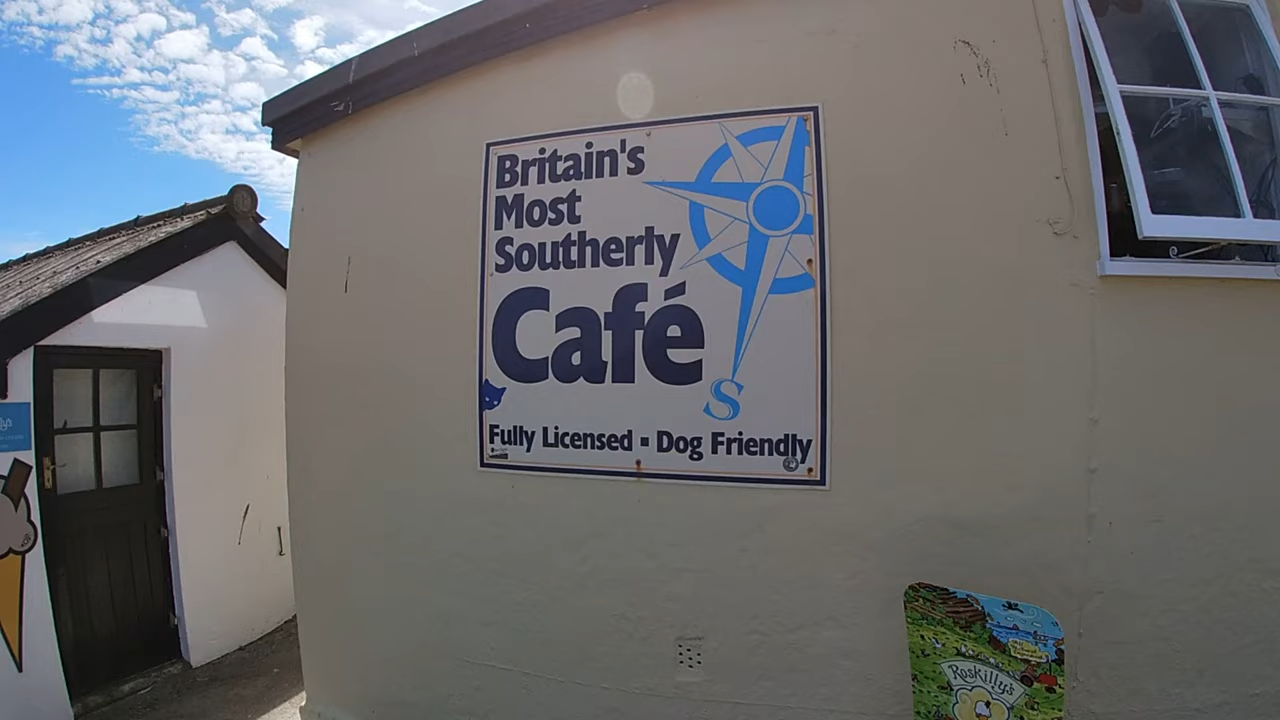 Britain's
Most
Southerly
Café
S
Fully Licensed ▪ Dog Friendly
Roskilly's